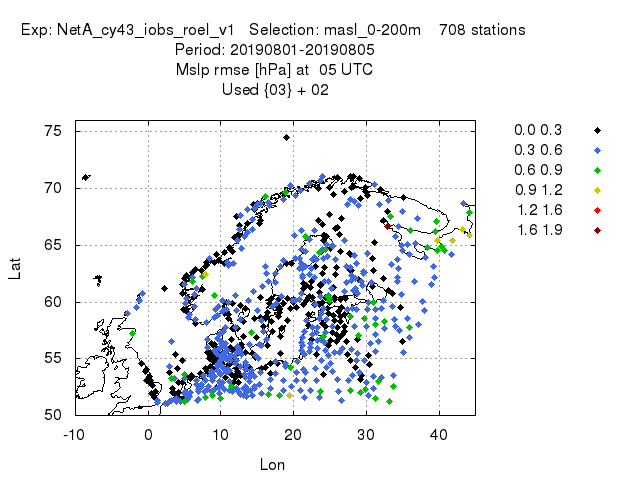 Exp: NetA_cy43_iobs_roel_v1   Selection: masl_0-200m    708 stations
Period: 20190801-20190805
Mslp rmse [hPa] at  05 UTC
Used {03} + 02
0.0 0.3
0.3 0.6
0.6 0.9
0.9 1.2
1.2 1.6
1.6 1.9
75
70
65
60
55
50
Lat
-10 0 10 20 30 40
Lon